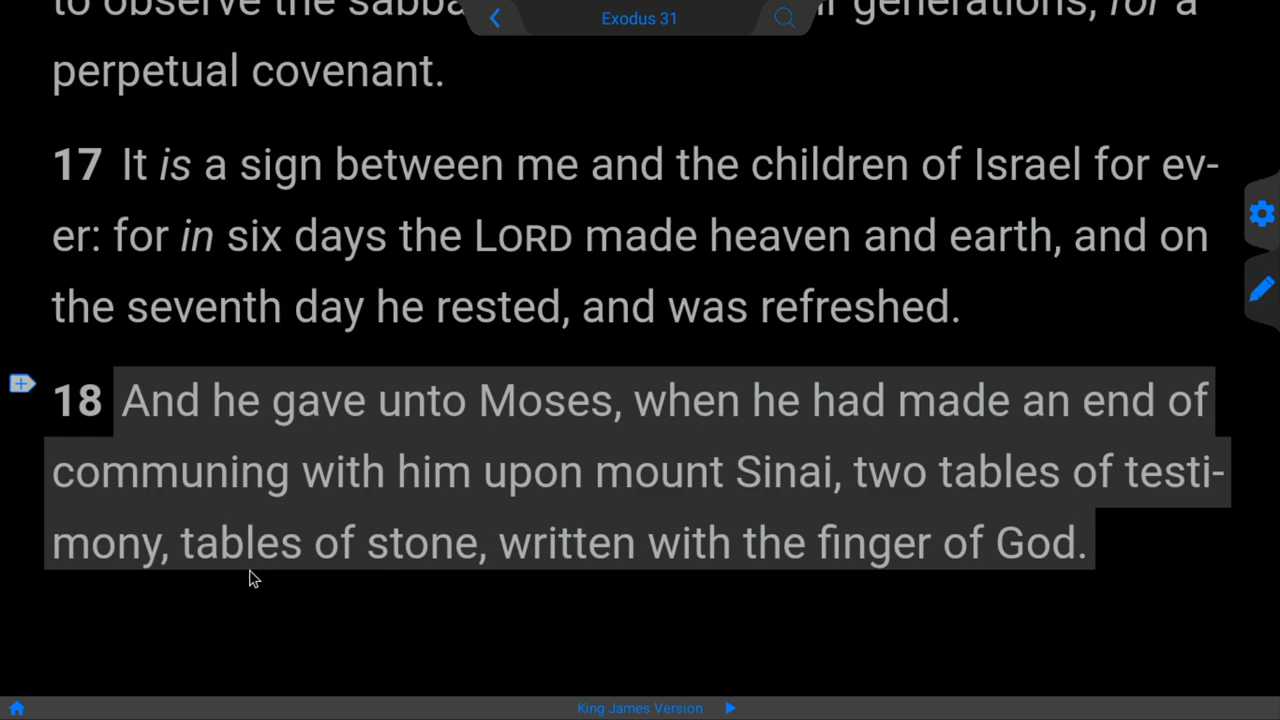 Exodus 31
perpetual covenant.
17 It is a sign between me and the children of Israel for ev-
er: for in six days the LORD made heaven and earth, and on
the seventh day he rested, and was refreshed.
18 And he gave unto Moses, when he had made an end of
communing with him upon mount Sinai, two tables of testi-
mony, tables of stone, written with the finger of God.
King James Version